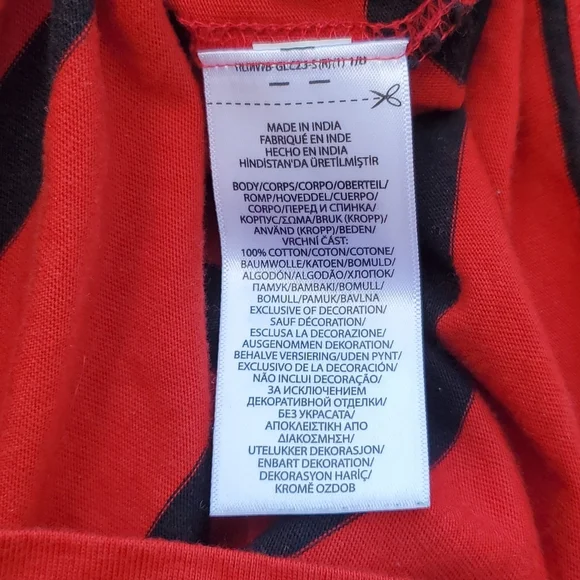 MADE IN INDIA
FABRIQUÉ EN INDE
HECHO EN INDIA
HİNDİSTAN'DA ÜRETİLMİŞTİR
BODY/CORPS/CORPO/OBERTEIL/
ROMP/HOVEDDEL/CUERPO/
CORPO/ПЕРЕД И СПИНКА/
КОРПУС/ΣΩΜΑ/BRUK (KROPP)/
ANVÄND (KROPP)/BEDEN/
VRCHNÍ ČÁST:
100% COTTON/COTON/COTONE/
BAUMWOLLE/KATOEN/BOMULD/
ALGODÓN/ALGODÃO/ХЛОПОК/
ПАМУК/ΒΑΜΒΑΚΙ/BOMULL/
BOMULL/PAMUK/BAVLNA
EXCLUSIVE OF DECORATION/
SAUF DÉCORATION/
ESCLUSA LA DECORAZIONE/
AUSGENOMMEN DEKORATION/
BEHALVE VERSIERING/UDEN PYNT/
EXCLUSIVO DE LA DECORACIÓN/
NÃO INCLUI DECORAÇÃO/
ЗА ИСКЛЮЧЕНИЕМ
ДЕКОРАТИВНОЙ ОТДЕЛКИ/
БЕЗ УКРАСАТА/
ΑΠΟΚΛΕΙΣΤΙΚΗ ΑΠΟ
ΔΙΑΚΟΣΜΗΣΗ/
UTELUKKER DEKORASJON/
ENBART DEKORATION/
DEKORASYON HARİÇ/
KROMĚ OZDOB